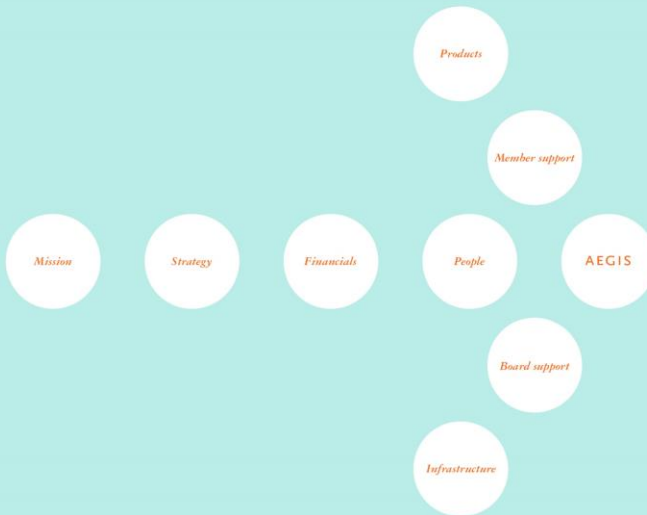 Products
Member support
Mission
Strategy
Financials
People
AEGIS
Board support
Infrastructure